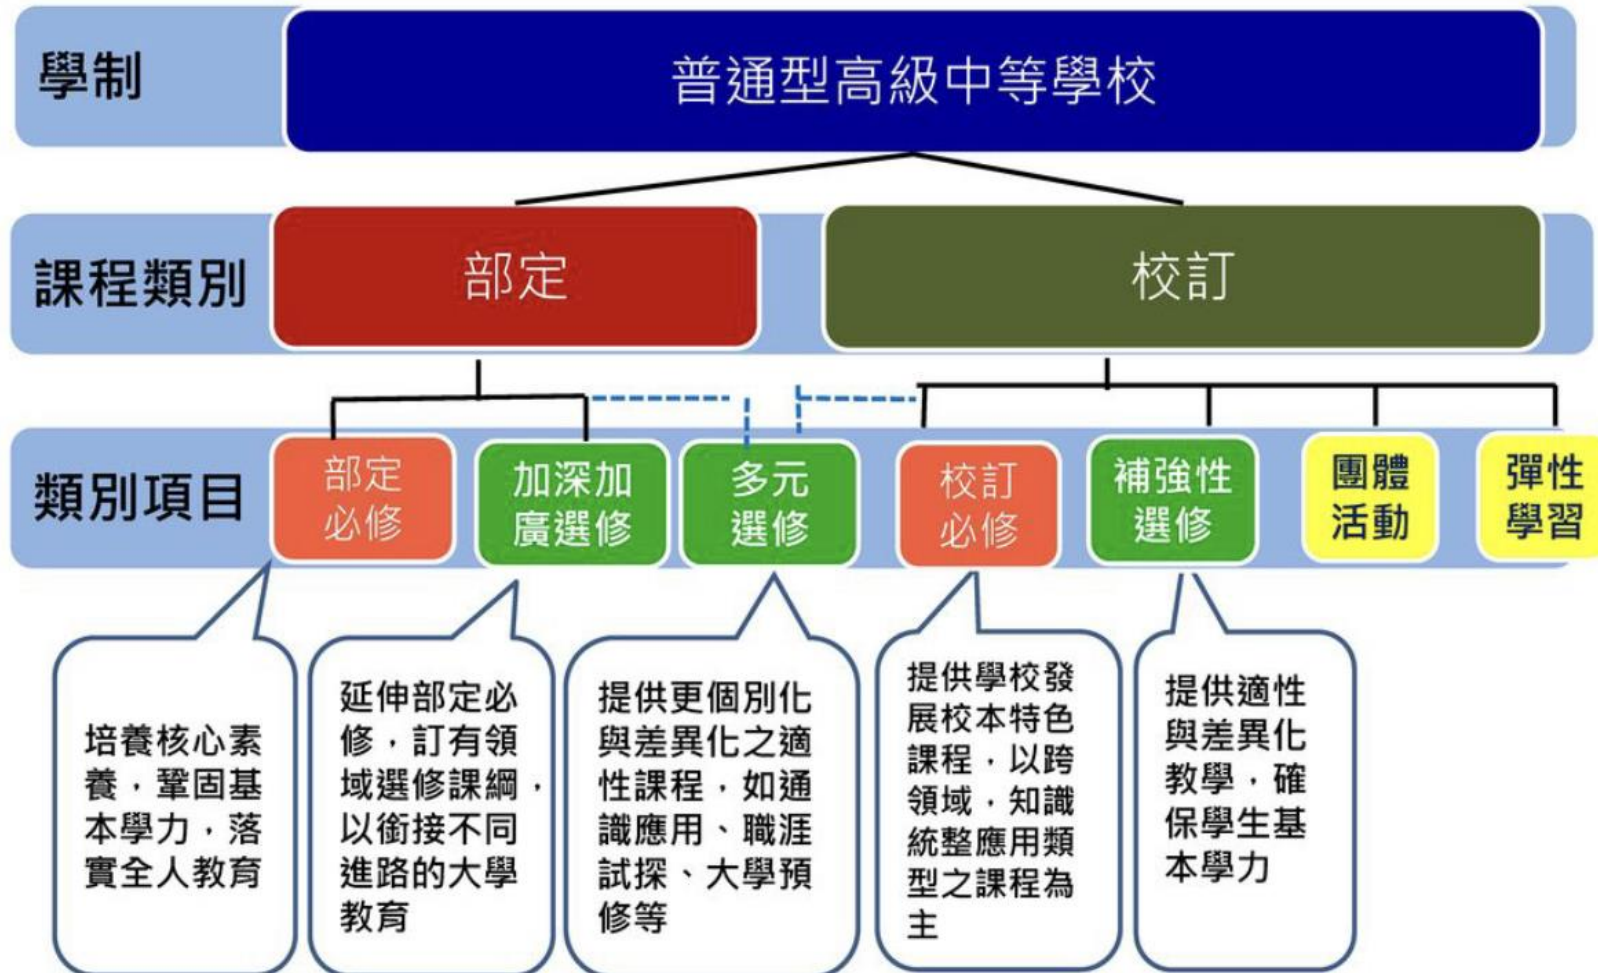 學制
普通型高級中等學校
課程類別
部定
校訂
類別項目
部定
必修
加深加
廣選修
多元
選修
校訂
必修
補強性
選修
團體
活動
彈性
學習
培養核心素
養，鞏固基
本學力，落
實全人教育
延伸部定必
修，訂有領
域選修課綱，
以銜接不同
進路的大學
教育
提供更個別化
與差異化之適
性課程，如通
識應用、職涯
試探、大學預
修等
提供學校發
展校本特色
課程，以跨
領域，知識
統整應用類
型之課程為
主
提供適性
與差異化
教學，確
保學生基
本學力